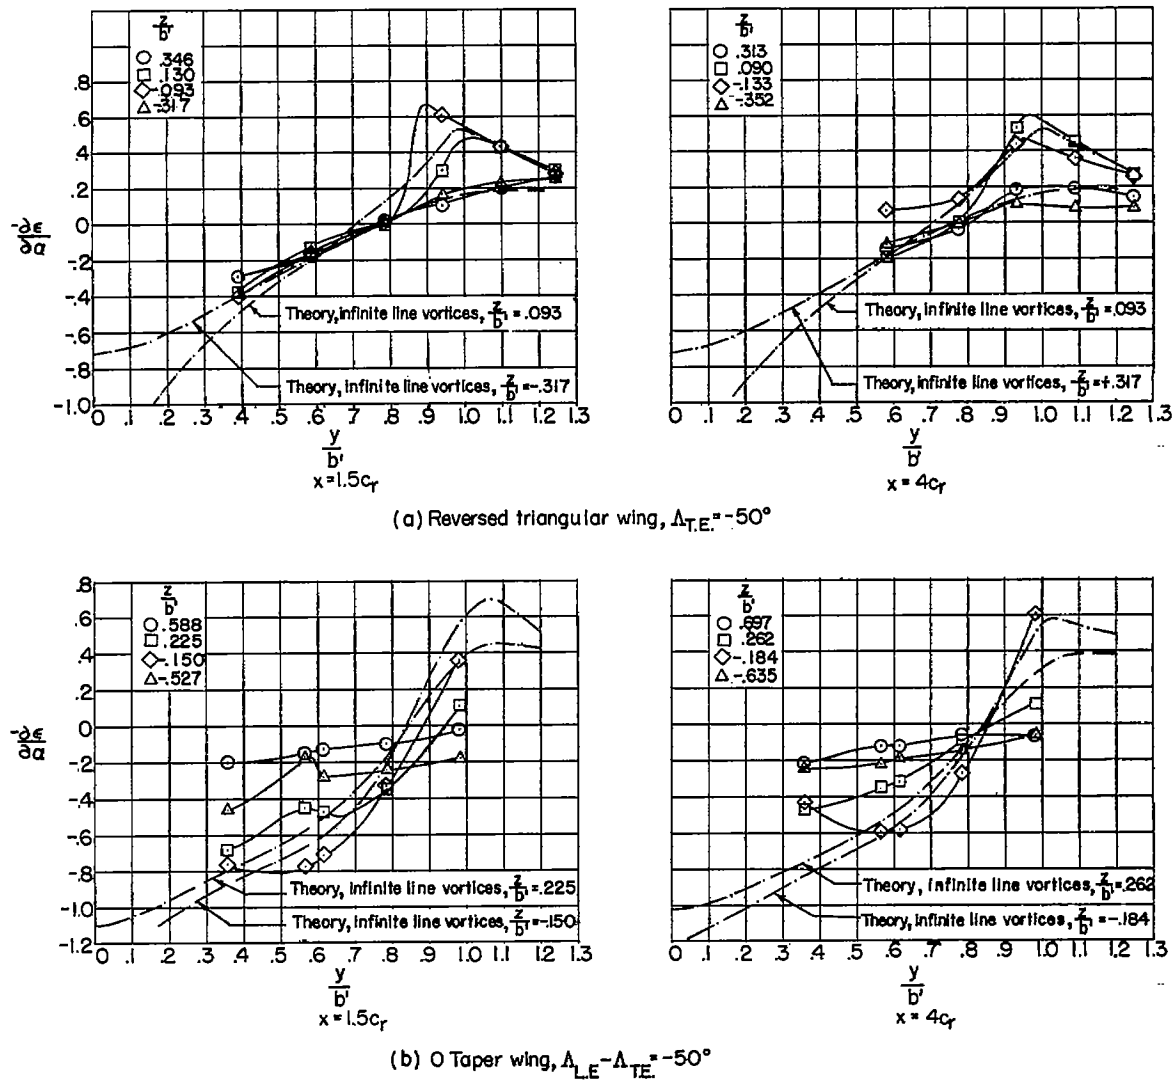 z/b'
.346
.130
-.093
-.317
.8
.6
.4
.2
0
-.2
-.4
-.6
-.8
-1.0
-∂ε/∂α
Theory, infinite line vortices, z/b' = .093
Theory, infinite line vortices, z/b' = -.317
0 .1 .2 .3 .4 .5 .6 .7 .8 .9 1.0 1.1 1.2 1.3
y/b'
x = 1.5cr
z/b'
.313
.090
-.133
-.352
Theory, infinite line vortices, z/b' = .093
Theory, infinite line vortices, z/b' = +.317
0 .1 .2 .3 .4 .5 .6 .7 .8 .9 1.0 1.1 1.2 1.3
y/b'
x = 4cr
(a) Reversed triangular wing, ΛT.E. = -50°
z/b'
.588
.225
-.150
-.527
.8
.6
.4
.2
0
-.2
-.4
-.6
-.8
-1.0
-1.2
-∂ε/∂α
Theory, infinite line vortices, z/b' = .225
Theory, infinite line vortices, z/b' = -.150
0 .1 .2 .3 .4 .5 .6 .7 .8 .9 1.0 1.1 1.2 1.3
y/b'
x = 1.5cr
z/b'
.697
.262
-.184
-.635
Theory, infinite line vortices, z/b' = .262
Theory, infinite line vortices, z/b' = -.184
0 .1 .2 .3 .4 .5 .6 .7 .8 .9 1.0 1.1 1.2 1.3
y/b'
x = 4cr
(b) 0 Taper wing, ΛL.E - ΛT.E. = -50°